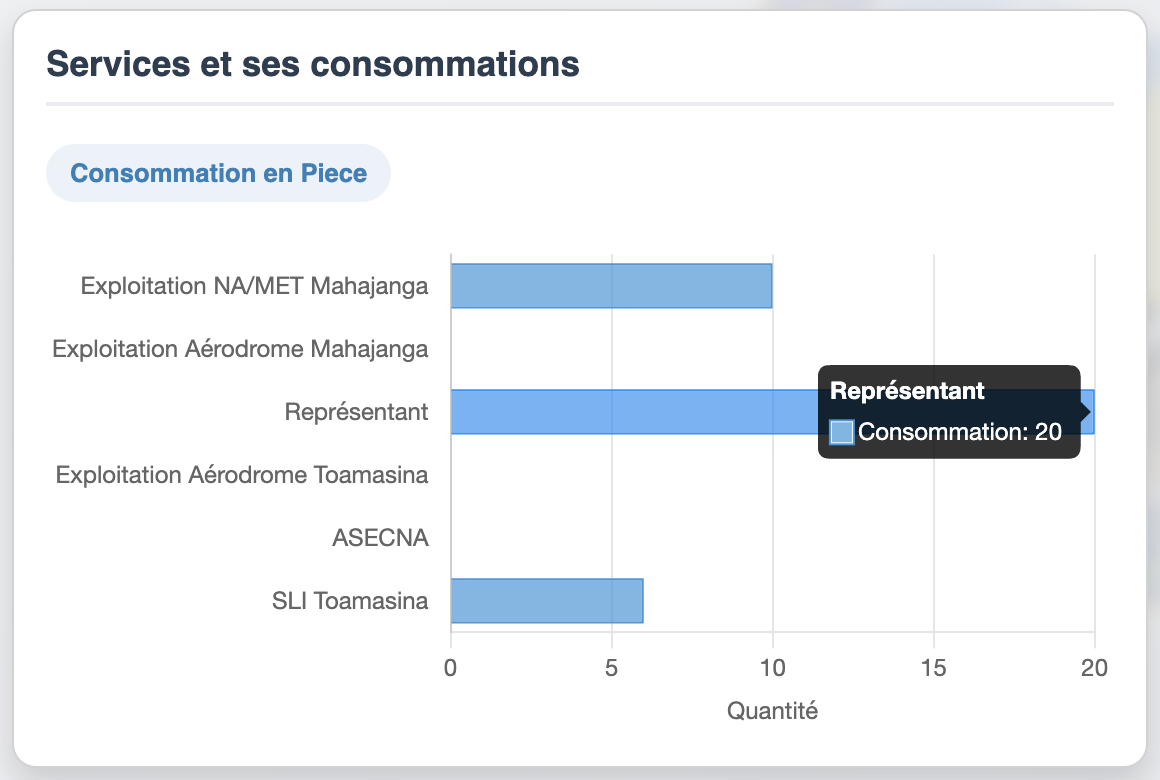 Services et ses consommations
Consommation en Piece
Exploitation NA/MET Mahajanga
Exploitation Aérodrome Mahajanga
Représentant
Représentant
Consommation: 20
Exploitation Aérodrome Toamasina
ASECNA
SLI Toamasina
0 5 10 15 20
Quantité